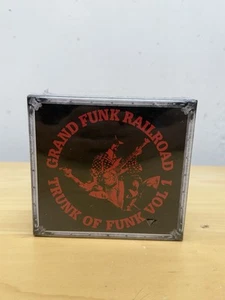 GRAND FUNK RAILROAD
TRUNK OF FUNK VOL 1